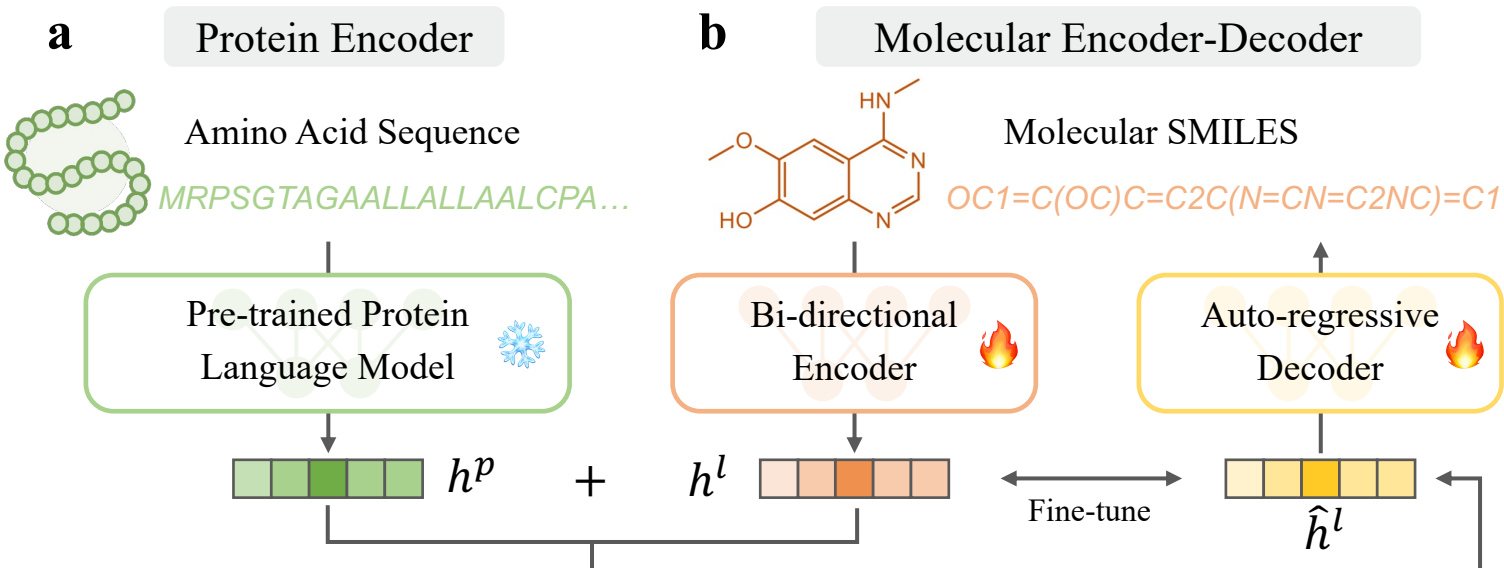 a
Protein Encoder
Amino Acid Sequence
MRPSGTAGAALLALLAALCPA…
Pre-trained Protein
Language Model
h^p
+
b
Molecular Encoder-Decoder
HN
O
N
HO
N
Molecular SMILES
OC1=C(OC)C=C2C(N=CN=C2NC)=C1
Bi-directional
Encoder
Auto-regressive
Decoder
h^l
Fine-tune
ĥ^l